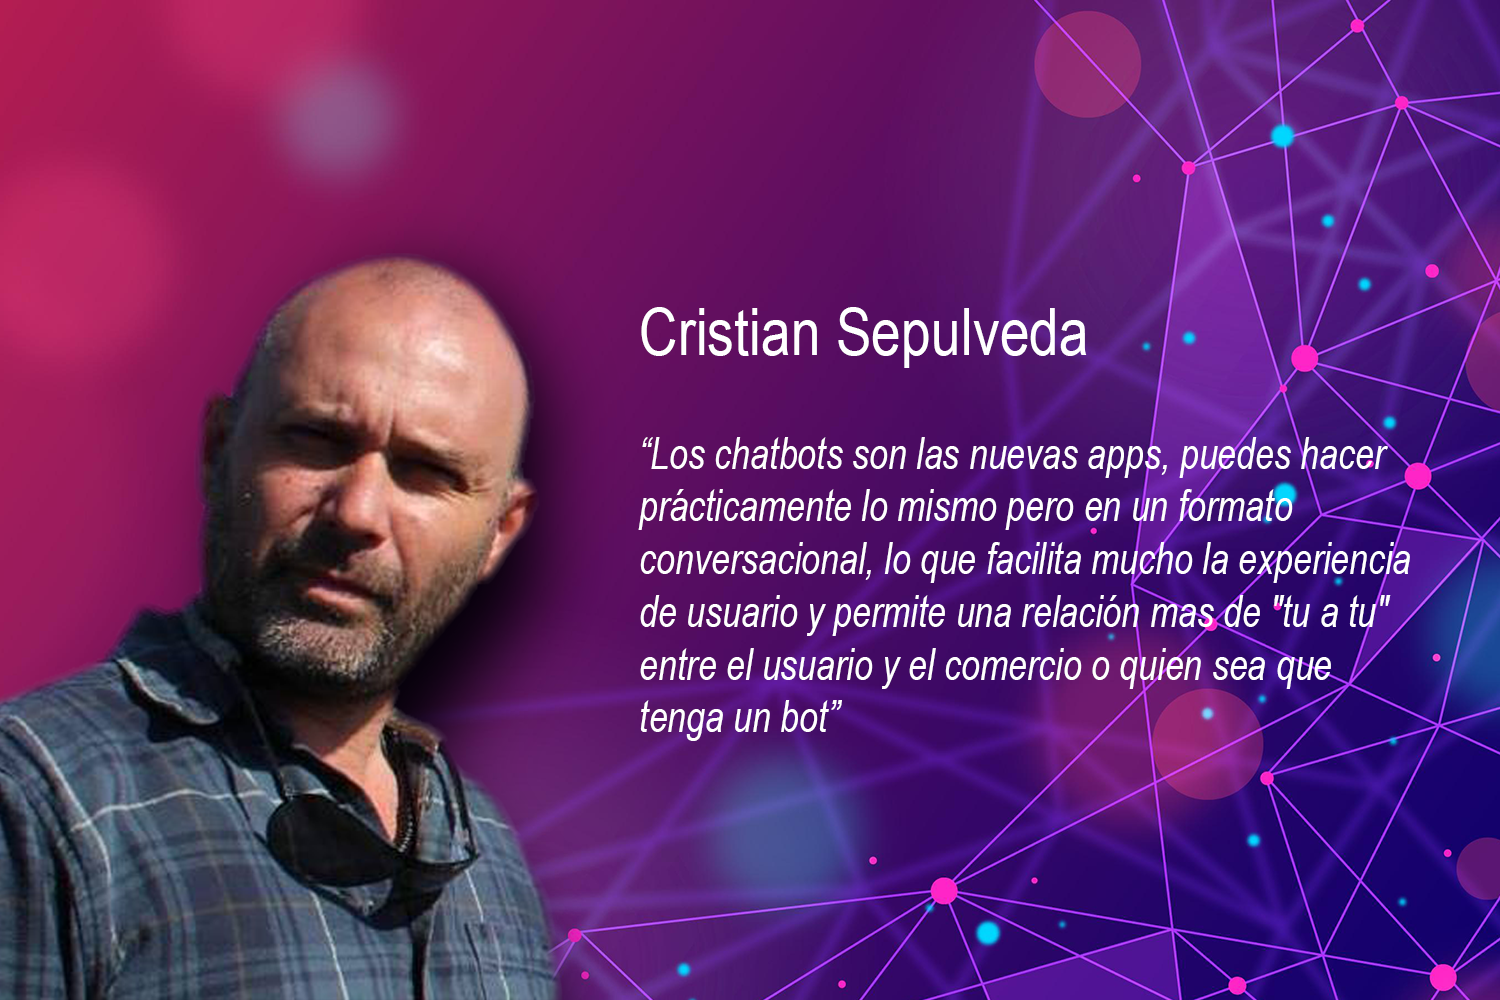 Cristian Sepulveda
“Los chatbots son las nuevas apps, puedes hacer
prácticamente lo mismo pero en un formato
conversacional, lo que facilita mucho la experiencia
de usuario y permite una relación mas de "tu a tu"
entre el usuario y el comercio o quien sea que
tenga un bot”